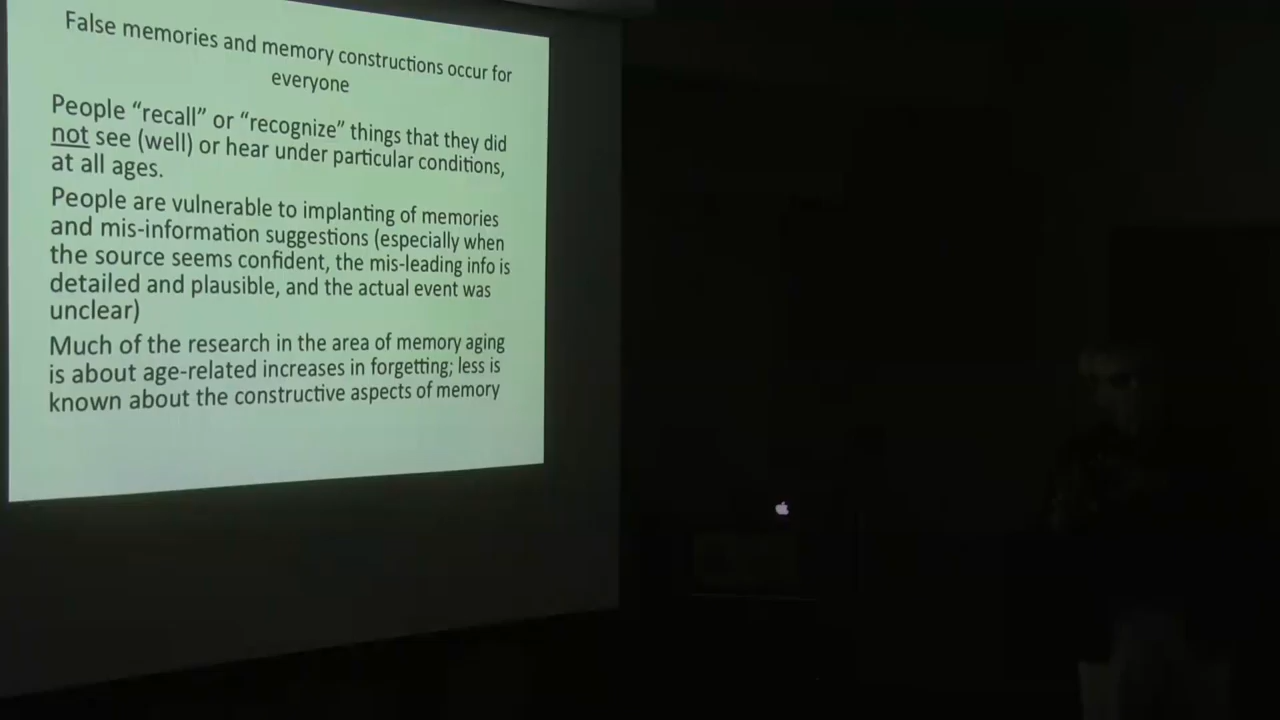 False memories and memory constructions occur for
everyone
People “recall” or “recognize” things that they did
not see (well) or hear under particular conditions,
at all ages.
People are vulnerable to implanting of memories
and mis-information suggestions (especially when
the source seems confident, the mis-leading info is
detailed and plausible, and the actual event was
unclear)
Much of the research in the area of memory aging
is about age-related increases in forgetting; less is
known about the constructive aspects of memory